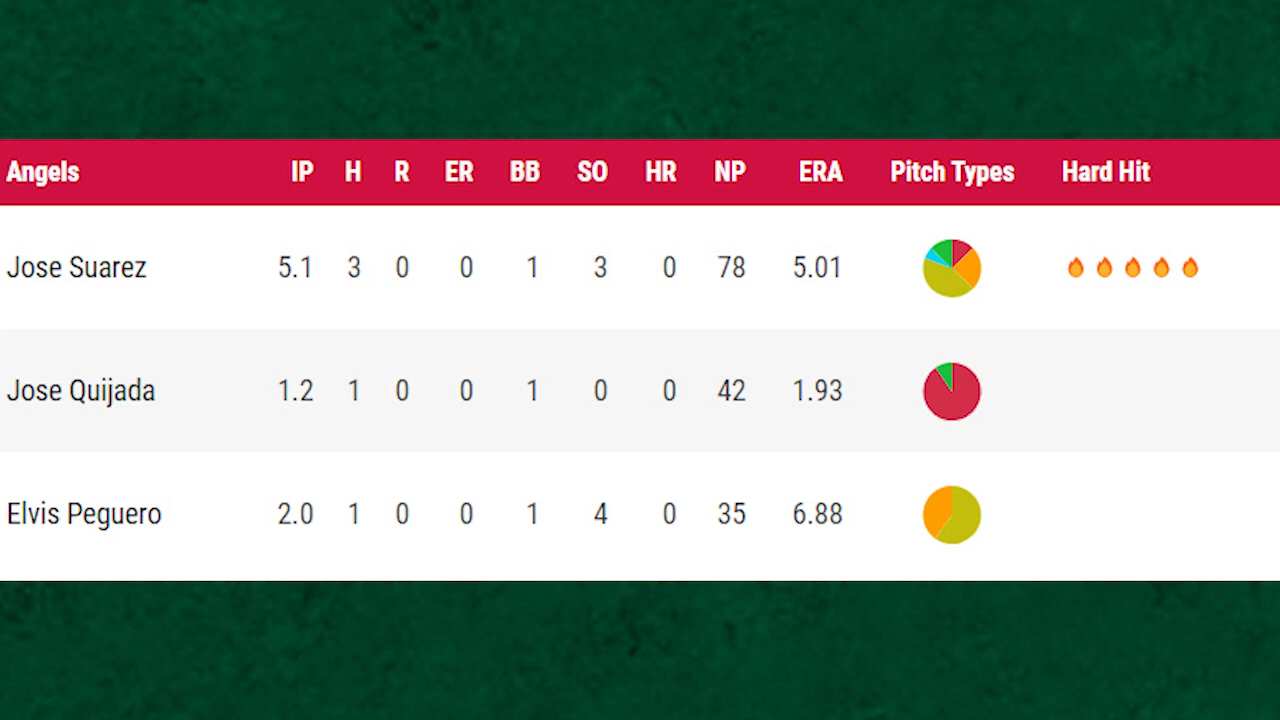 Angels IP H R ER BB SO HR NP ERA Pitch Types Hard Hit
Jose Suarez 5.1 3 0 0 1 3 0 78 5.01
Jose Quijada 1.2 1 0 0 1 0 0 42 1.93
Elvis Peguero 2.0 1 0 0 1 4 0 35 6.88